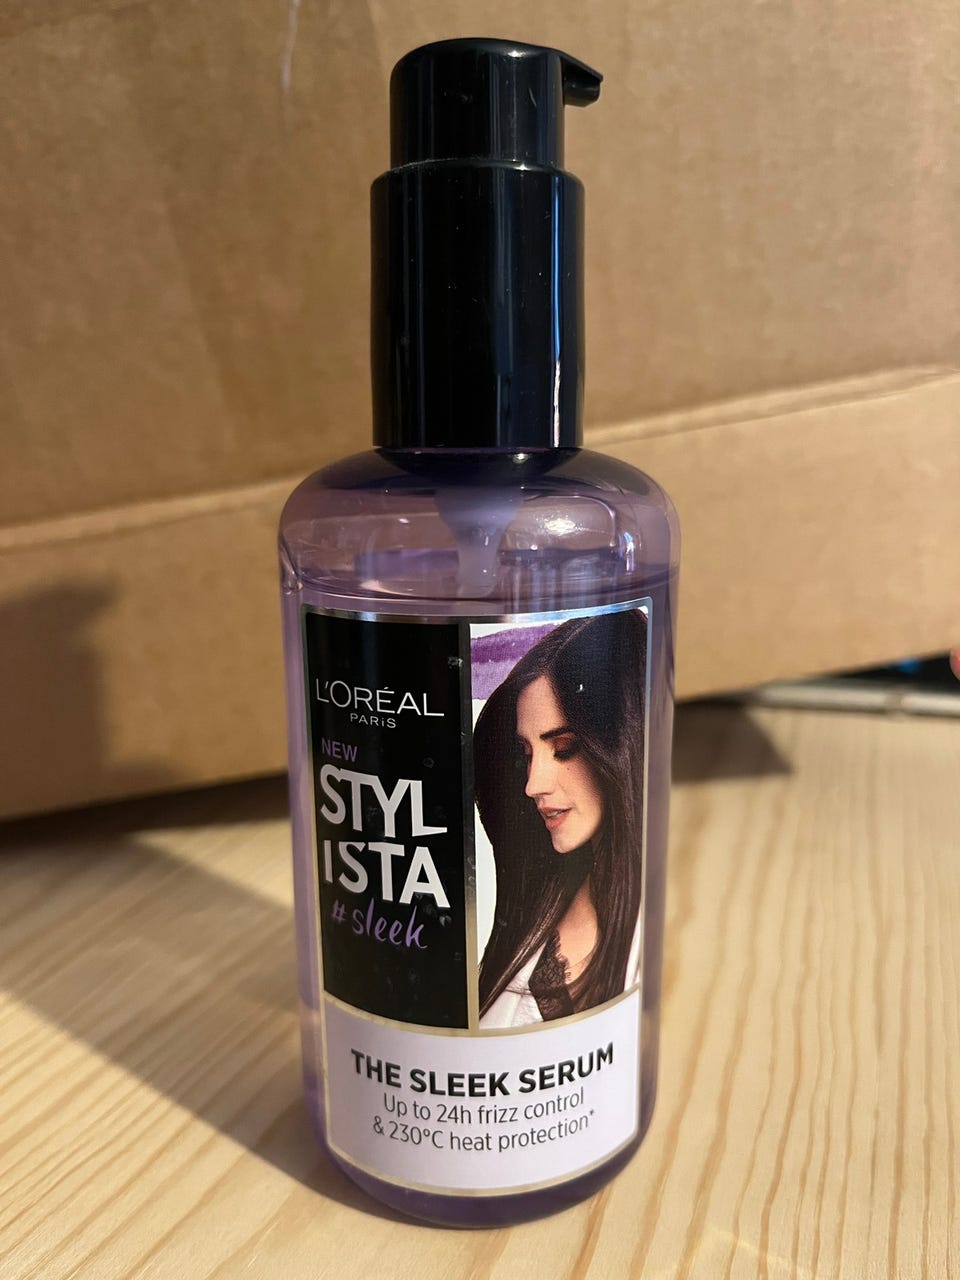 L'ORÉAL
PARiS
NEW
STYL
ISTA
#sleek
THE SLEEK SERUM
Up to 24h frizz control
& 230°C heat protection*